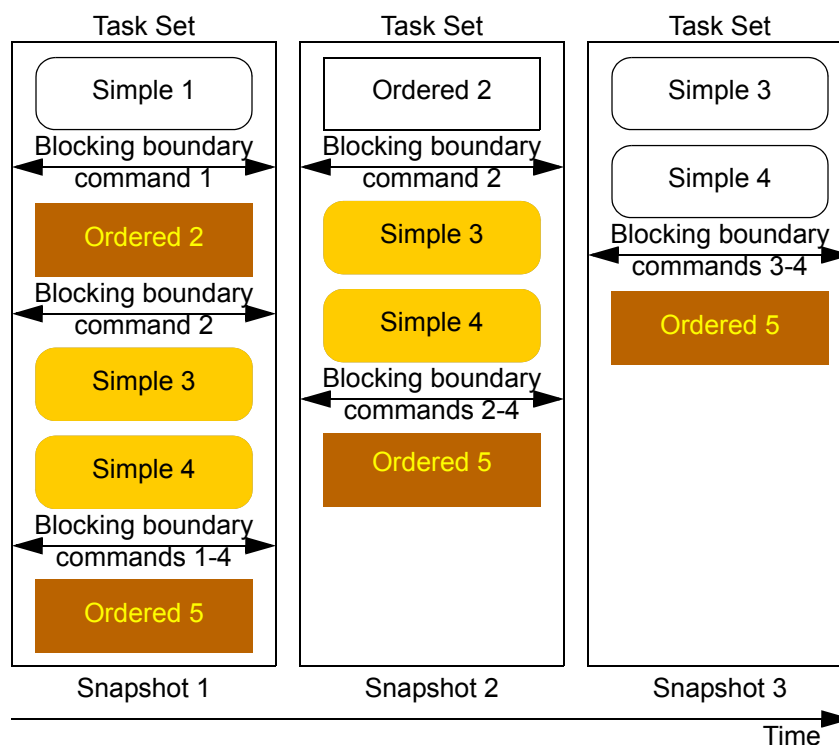 Task Set
Simple 1
Blocking boundary
command 1
Ordered 2
Blocking boundary
command 2
Simple 3
Simple 4
Blocking boundary
commands 1-4
Ordered 5
Snapshot 1
Task Set
Ordered 2
Blocking boundary
command 2
Simple 3
Simple 4
Blocking boundary
commands 2-4
Ordered 5
Snapshot 2
Task Set
Simple 3
Simple 4
Blocking boundary
commands 3-4
Ordered 5
Snapshot 3
Time